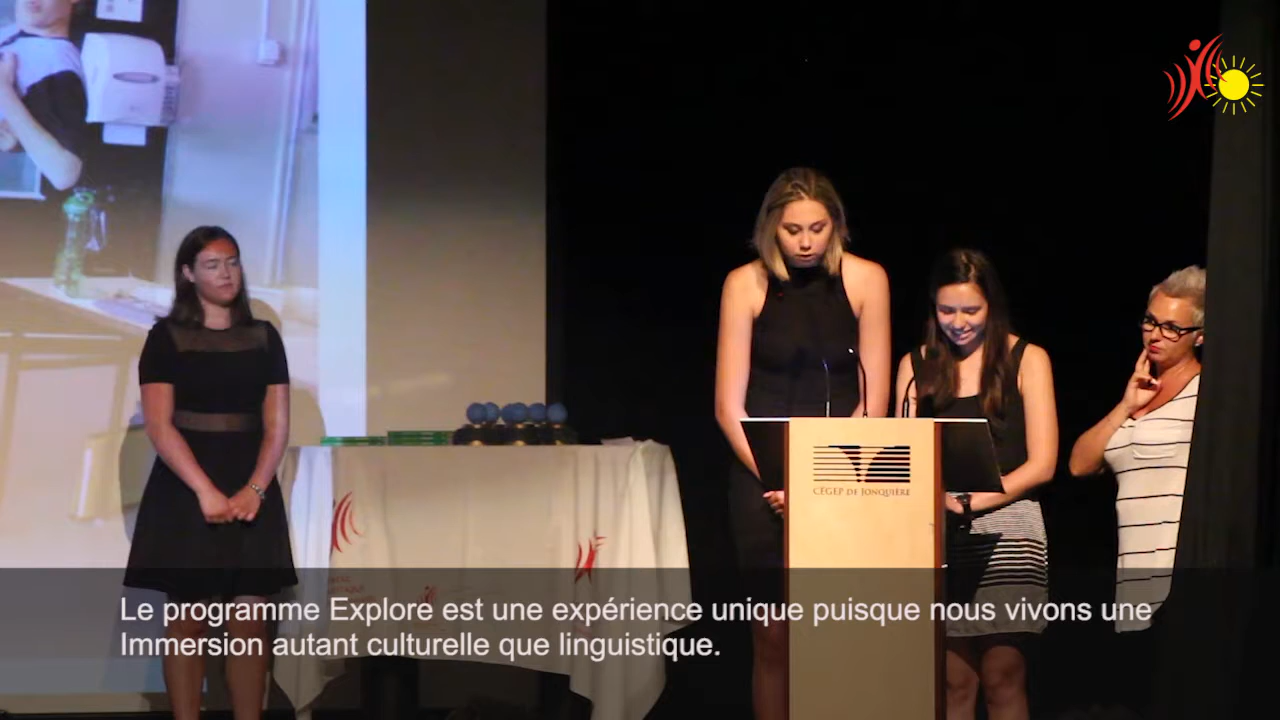 CÉGEP DE JONQUIÈRE
Le programme Explore est une expérience unique puisque nous vivons une
Immersion autant culturelle que linguistique.